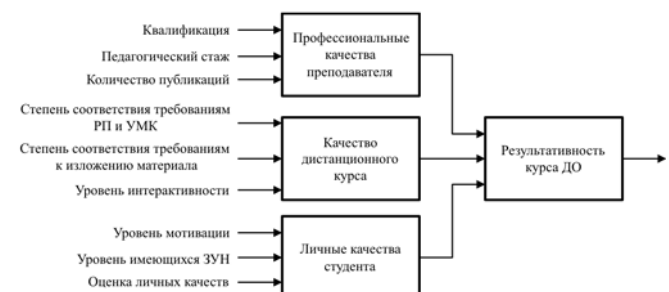 Квалификация
Педагогический стаж
Количество публикаций
Профессиональные
качества
преподавателя
Степень соответствия требованиям
РП и УМК
Степень соответствия требованиям
к изложению материала
Уровень интерактивности
Качество
дистанционного
курса
Уровень мотивации
Уровень имеющихся ЗУН
Оценка личных качеств
Личные качества
студента
Результативность
курса ДО